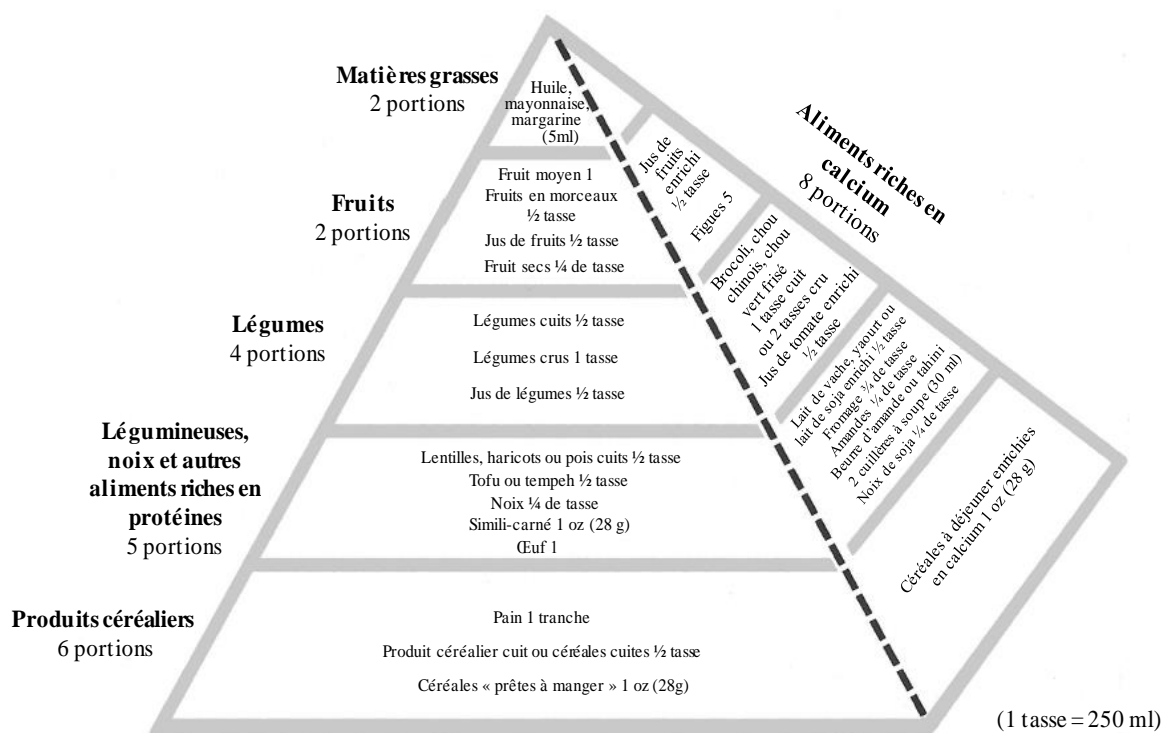 Matières grasses
2 portions
Huile,
mayonnaise,
margarine
(5ml)
Fruits
2 portions
Fruit moyen 1
Fruits en morceaux
½ tasse
Jus de fruits ½ tasse
Fruit secs ¼ de tasse
Légumes
4 portions
Légumes cuits ½ tasse
Légumes crus 1 tasse
Jus de légumes ½ tasse
Légumineuses,
noix et autres
aliments riches en
protéines
5 portions
Lentilles, haricots ou pois cuits ½ tasse
Tofu ou tempeh ½ tasse
Noix ¼ de tasse
Simili-carné 1 oz (28 g)
Œuf 1
Produits céréaliers
6 portions
Pain 1 tranche
Produit céréalier cuit ou céréales cuites ½ tasse
Céréales « prêtes à manger » 1 oz (28g)
Aliments riches en
calcium
8 portions
Jus de
fruits
enrichi
½ tasse
Figues 5
Brocoli, chou
chinois, chou
vert frisé
1 tasse cuit
ou 2 tasses cru
Jus de tomate enrichi
½ tasse
Lait de vache, yaourt ou
lait de soja enrichi ½ tasse
Fromage ¾ de tasse
Amandes ¼ de tasse
Beurre d'amande ou tahini
2 cuillères à soupe (30 ml)
Noix de soja ¼ de tasse
Céréales à déjeuner enrichies
en calcium 1 oz (28 g)
(1 tasse = 250 ml)